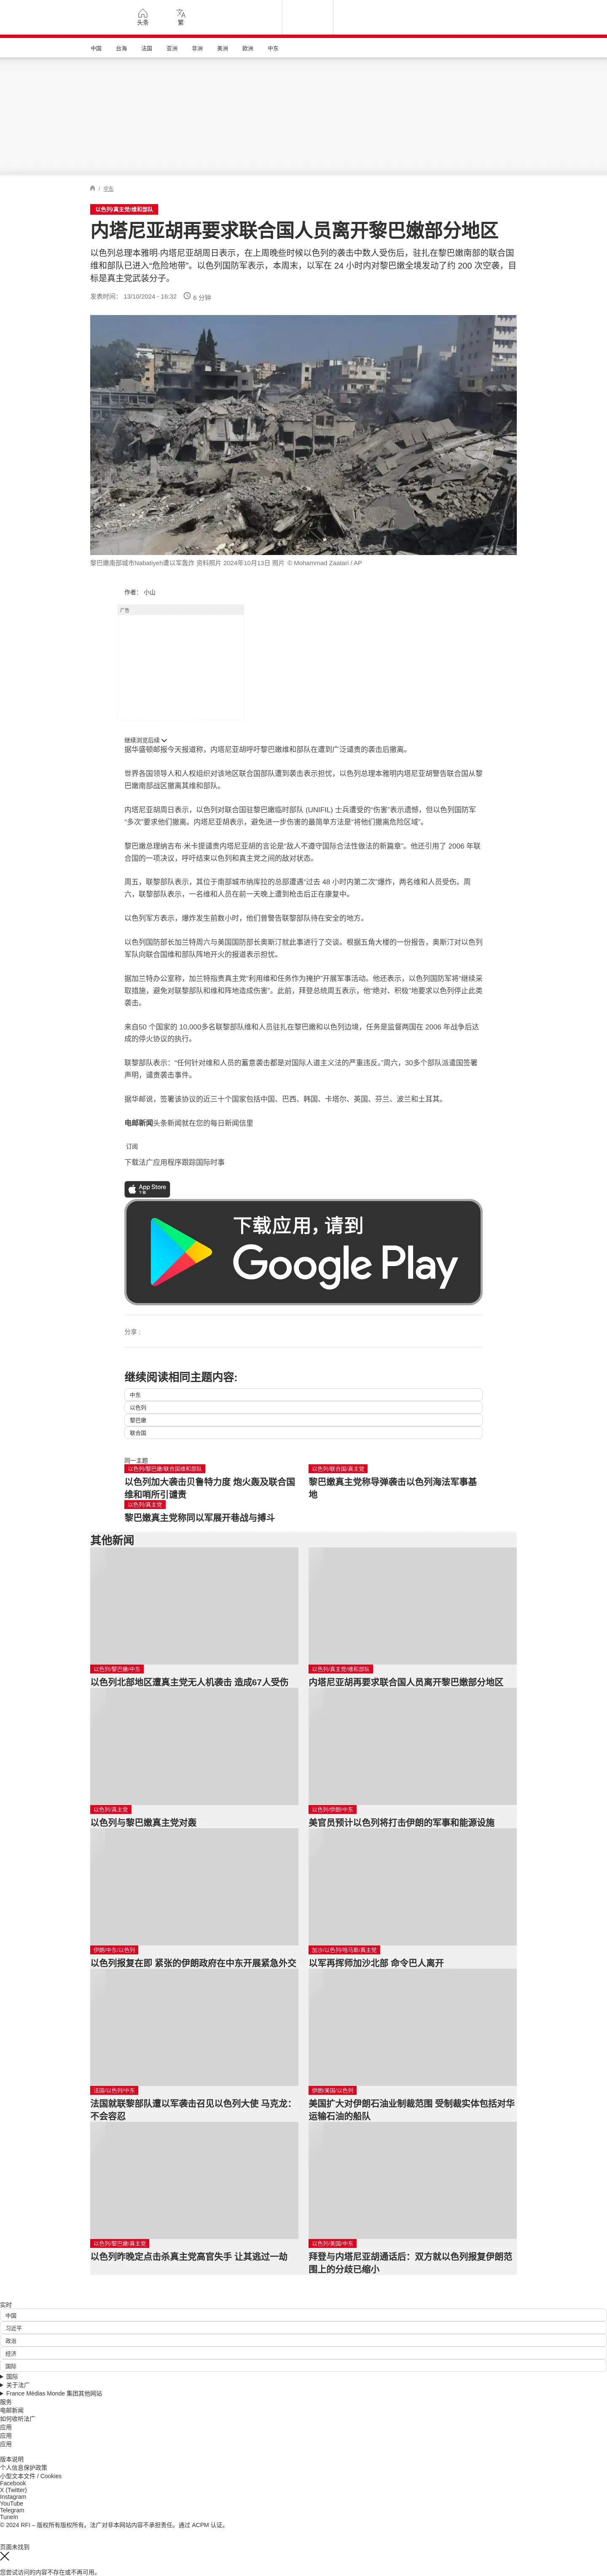 头条
繁
中国
台海
法国
亚洲
非洲
美洲
欧洲
中东
/ 中东
以色列/真主党/维和部队
内塔尼亚胡再要求联合国人员离开黎巴嫩部分地区
以色列总理本雅明·内塔尼亚胡周日表示，在上周晚些时候以色列的袭击中数人受伤后，驻扎在黎巴嫩南部的联合国
维和部队已进入“危险地带”。以色列国防军表示，本周末，以军在 24 小时内对黎巴嫩全境发动了约 200 次空袭，目
标是真主党武装分子。
发表时间： 13/10/2024 - 16:32
6 分钟
黎巴嫩南部城市Nabatiyeh遭以军轰炸 资料照片 2024年10月13日 照片 © Mohammad Zaatari / AP
作者： 小山
广告
继续浏览后续
据华盛顿邮报今天报道称，内塔尼亚胡呼吁黎巴嫩维和部队在遭到广泛谴责的袭击后撤离。
世界各国领导人和人权组织对该地区联合国部队遭到袭击表示担忧，以色列总理本雅明内塔尼亚胡警告联合国从黎
巴嫩南部战区撤离其维和部队。
内塔尼亚胡周日表示，以色列对联合国驻黎巴嫩临时部队 (UNIFIL) 士兵遭受的“伤害”表示遗憾，但以色列国防军
“多次”要求他们撤离。内塔尼亚胡表示，避免进一步伤害的最简单方法是“将他们撤离危险区域”。
黎巴嫩总理纳吉布·米卡提谴责内塔尼亚胡的言论是“敌人不遵守国际合法性做法的新篇章”。他还引用了 2006 年联
合国的一项决议，呼吁结束以色列和真主党之间的敌对状态。
周五，联黎部队表示，其位于南部城市纳库拉的总部遭遇“过去 48 小时内第二次”爆炸，两名维和人员受伤。周
六，联黎部队表示，一名维和人员在前一天晚上遭到枪击后正在康复中。
以色列军方表示，爆炸发生前数小时，他们曾警告联黎部队待在安全的地方。
以色列国防部长加兰特周六与美国国防部长奥斯汀就此事进行了交谈。根据五角大楼的一份报告，奥斯汀对以色列
军队向联合国维和部队阵地开火的报道表示担忧。
据加兰特办公室称，加兰特指责真主党“利用维和任务作为掩护”开展军事活动。他还表示，以色列国防军将“继续采
取措施，避免对联黎部队和维和阵地造成伤害”。此前，拜登总统周五表示，他“绝对、积极”地要求以色列停止此类
袭击。
来自50 个国家的 10,000多名联黎部队维和人员驻扎在黎巴嫩和以色列边境，任务是监督两国在 2006 年战争后达
成的停火协议的执行。
联黎部队表示：“任何针对维和人员的蓄意袭击都是对国际人道主义法的严重违反。”周六，30多个部队派遣国签署
声明，谴责袭击事件。
据华邮说，签署该协议的近三十个国家包括中国、巴西、韩国、卡塔尔、英国、芬兰、波兰和土耳其。
电邮新闻头条新闻就在您的每日新闻信里
订阅
下载法广应用程序跟踪国际时事
App Store
下载
下载应用，请到
Google Play
分享 :
继续阅读相同主题内容:
中东
以色列
黎巴嫩
联合国
同一主题
以色列/黎巴嫩/联合国维和部队
以色列加大袭击贝鲁特力度 炮火轰及联合国
维和哨所引谴责
以色列/联合国/真主党
黎巴嫩真主党称导弹袭击以色列海法军事基
地
以色列/真主党
黎巴嫩真主党称同以军展开巷战与搏斗
其他新闻
以色列/黎巴嫩/中东
以色列北部地区遭真主党无人机袭击 造成67人受伤
以色列/真主党/维和部队
内塔尼亚胡再要求联合国人员离开黎巴嫩部分地区
以色列/真主党
以色列与黎巴嫩真主党对轰
以色列/伊朗/中东
美官员预计以色列将打击伊朗的军事和能源设施
伊朗/中东/以色列
以色列报复在即 紧张的伊朗政府在中东开展紧急外交
加沙/以色列/哈马斯/真主党
以军再挥师加沙北部 命令巴人离开
法国/以色列/中东
法国就联黎部队遭以军袭击召见以色列大使 马克龙：
不会容忍
伊朗/美国/以色列
美国扩大对伊朗石油业制裁范围 受制裁实体包括对华
运输石油的船队
以色列/黎巴嫩/真主党
以色列昨晚定点击杀真主党高官失手 让其逃过一劫
以色列/美国/中东
拜登与内塔尼亚胡通话后：双方就以色列报复伊朗范
围上的分歧已缩小
实时
中国
习近平
政治
经济
国际
国际
关于法广
France Médias Monde 集团其他网站
服务
电邮新闻
如何收听法广
应用
应用
应用
版本说明
个人信息保护政策
小型文本文件 / Cookies
Facebook
X (Twitter)
Instagram
YouTube
Telegram
TuneIn
© 2024 RFI – 版权所有版权所有。法广对非本网站内容不承担责任。通过 ACPM 认证。
页面未找到
您尝试访问的内容不存在或不再可用。